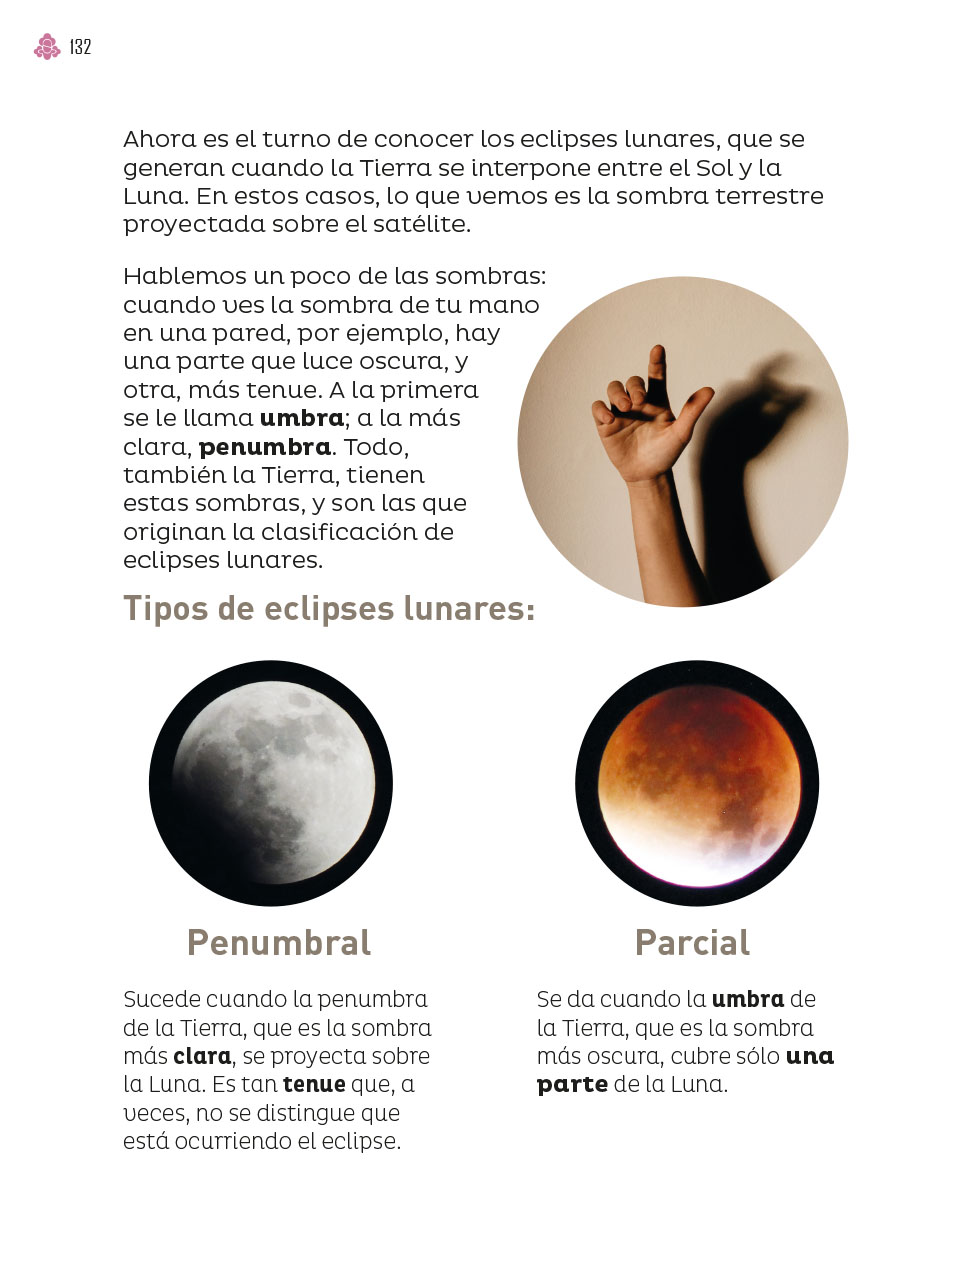 132
Ahora es el turno de conocer los eclipses lunares, que se
generan cuando la Tierra se interpone entre el Sol y la
Luna. En estos casos, lo que vemos es la sombra terrestre
proyectada sobre el satélite.
Hablemos un poco de las sombras:
cuando ves la sombra de tu mano
en una pared, por ejemplo, hay
una parte que luce oscura, y
otra, más tenue. A la primera
se le llama umbra; a la más
clara, penumbra. Todo,
también la Tierra, tienen
estas sombras, y son las que
originan la clasificación de
eclipses lunares.
Tipos de eclipses lunares:
Penumbral
Sucede cuando la penumbra
de la Tierra, que es la sombra
más clara, se proyecta sobre
la Luna. Es tan tenue que, a
veces, no se distingue que
está ocurriendo el eclipse.
Parcial
Se da cuando la umbra de
la Tierra, que es la sombra
más oscura, cubre sólo una
parte de la Luna.